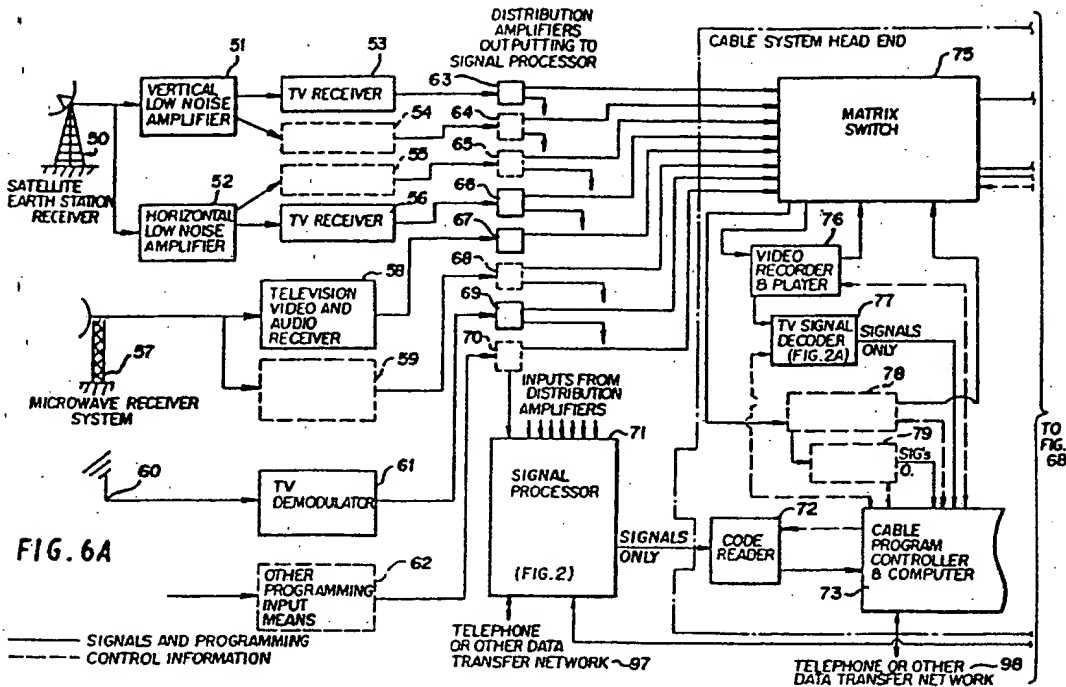 DISTRIBUTION
AMPLIFIERS
OUTPUTTING TO
SIGNAL PROCESSOR
CABLE SYSTEM HEAD END
51
VERTICAL
LOW NOISE
AMPLIFIER
53
TV RECEIVER
63
75
MATRIX
SWITCH
54
64
50
SATELLITE
EARTH STATION
RECEIVER
55
65
52
HORIZONTAL
LOW NOISE
AMPLIFIER
56
TV RECEIVER
66
67
58
TELEVISION
VIDEO AND
AUDIO
RECEIVER
68
69
70
76
VIDEO
RECORDER
& PLAYER
77
TV SIGNAL
DECODER
(FIG.2A)
SIGNALS
ONLY
57
MICROWAVE RECEIVER
SYSTEM
59
INPUTS FROM
DISTRIBUTION
AMPLIFIERS
71
SIGNAL
PROCESSOR
(FIG.2)
78
79
SIG's
O.
TO
FIG.
6B
60
61
TV
DEMODULATOR
SIGNALS
ONLY
72
CODE
READER
CABLE
PROGRAM
CONTROLLER
& COMPUTER
73
FIG. 6A
62
OTHER
PROGRAMMING
INPUT
MEANS
SIGNALS AND PROGRAMMING
CONTROL INFORMATION
TELEPHONE
OR OTHER DATA
TRANSFER NETWORK~97
TELEPHONE OR OTHER~98
DATA TRANSFER NETWORK